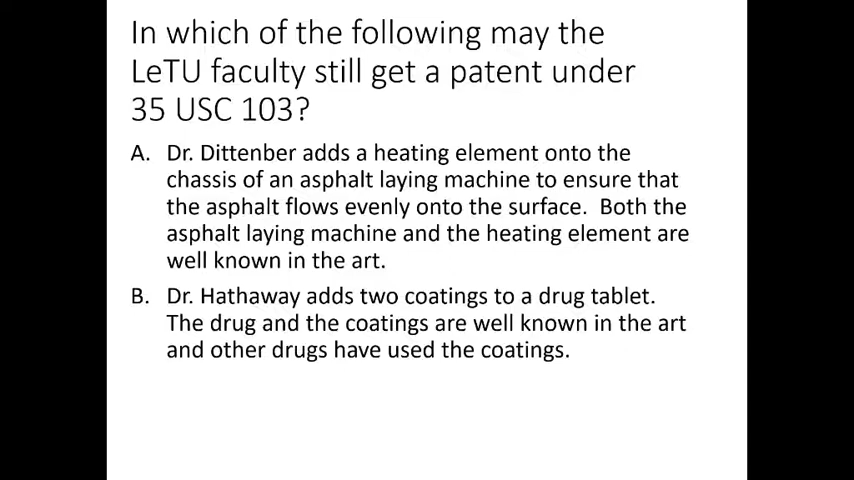 In which of the following may the
LeTU faculty still get a patent under
35 USC 103?
A. Dr. Dittenber adds a heating element onto the
chassis of an asphalt laying machine to ensure that
the asphalt flows evenly onto the surface.  Both the
asphalt laying machine and the heating element are
well known in the art.
B. Dr. Hathaway adds two coatings to a drug tablet.
The drug and the coatings are well known in the art
and other drugs have used the coatings.